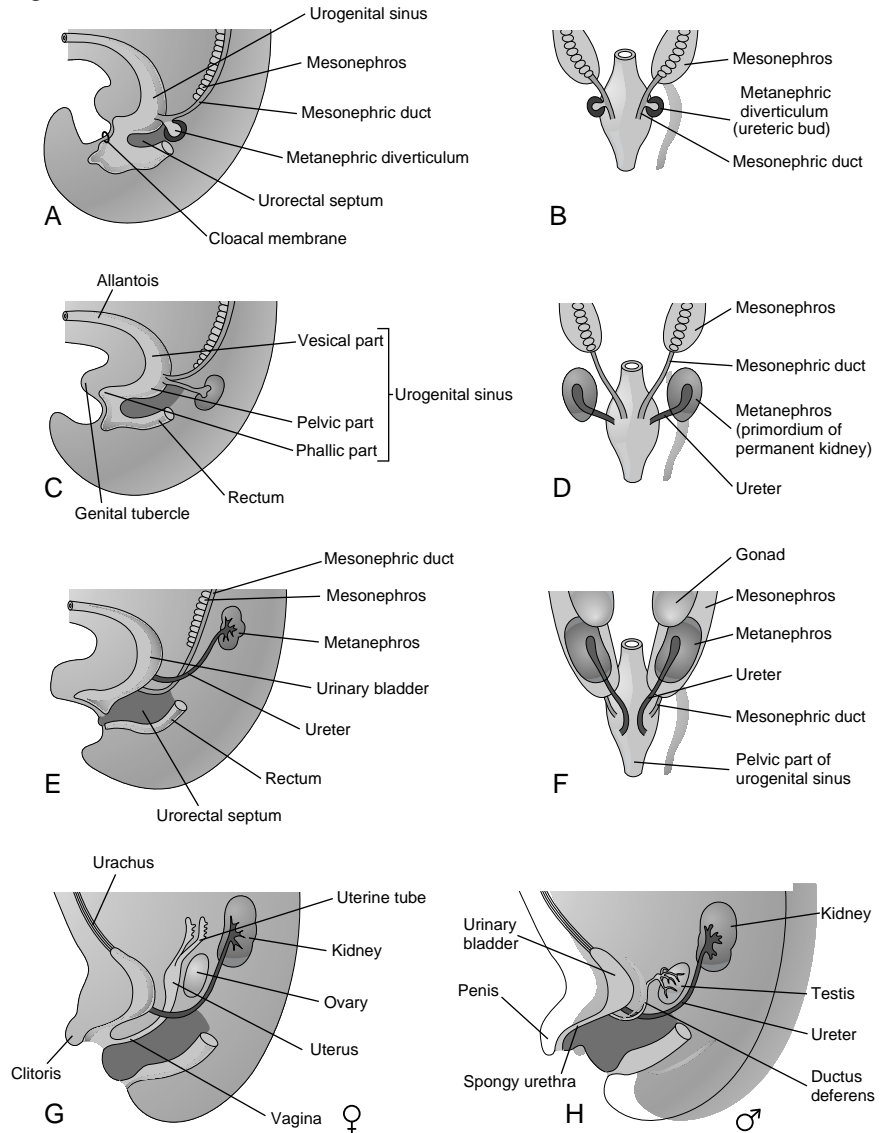 Urogenital sinus
Mesonephros
Mesonephric duct
Metanephric diverticulum
Urorectal septum
Cloacal membrane
A
Mesonephros
Metanephric
diverticulum
(ureteric bud)
Mesonephric duct
B
Allantois
Vesical part
Urogenital sinus
Pelvic part
Phallic part
Rectum
Genital tubercle
C
Mesonephros
Mesonephric duct
Metanephros
(primordium of
permanent kidney)
Ureter
D
Mesonephric duct
Mesonephros
Metanephros
Urinary bladder
Ureter
Rectum
Urorectal septum
E
Gonad
Mesonephros
Metanephros
Ureter
Mesonephric duct
Pelvic part of
urogenital sinus
F
Urachus
Uterine tube
Kidney
Ovary
Uterus
Clitoris
Vagina
G ♀
Urinary
bladder
Kidney
Penis
Testis
Ureter
Spongy urethra
Ductus
deferens
H ♂